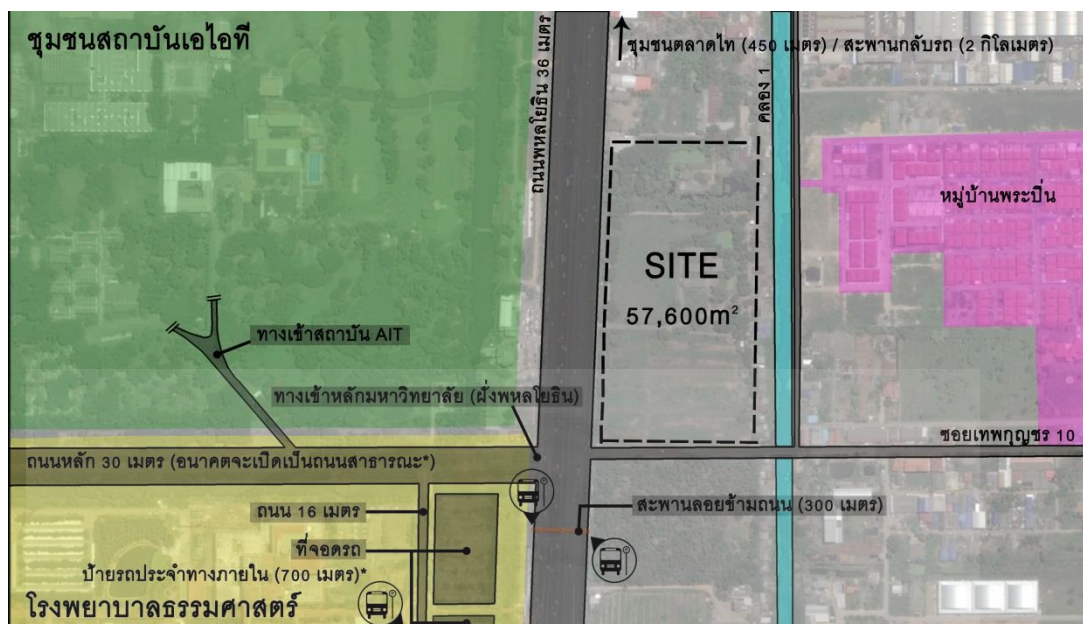 ชุมชนสถาบันเอไอที
ถนนพหลโยธิน 36 เมตร
ชุมชนตลาดไท (450 เมตร) / สะพานกลับรถ (2 กิโลเมตร)
คลอง 1
หมู่บ้านพระปิ่น
SITE
57,600m²
ทางเข้าสถาบัน AIT
ทางเข้าหลักมหาวิทยาลัย (ฝั่งพหลโยธิน)
ซอยเทพกุญชร 10
ถนนหลัก 30 เมตร (อนาคตจะเปิดเป็นถนนสาธารณะ*)
ถนน 16 เมตร
สะพานลอยข้ามถนน (300 เมตร)
ที่จอดรถ
ป้ายรถประจำทางภายใน (700 เมตร)*
โรงพยาบาลธรรมศาสตร์